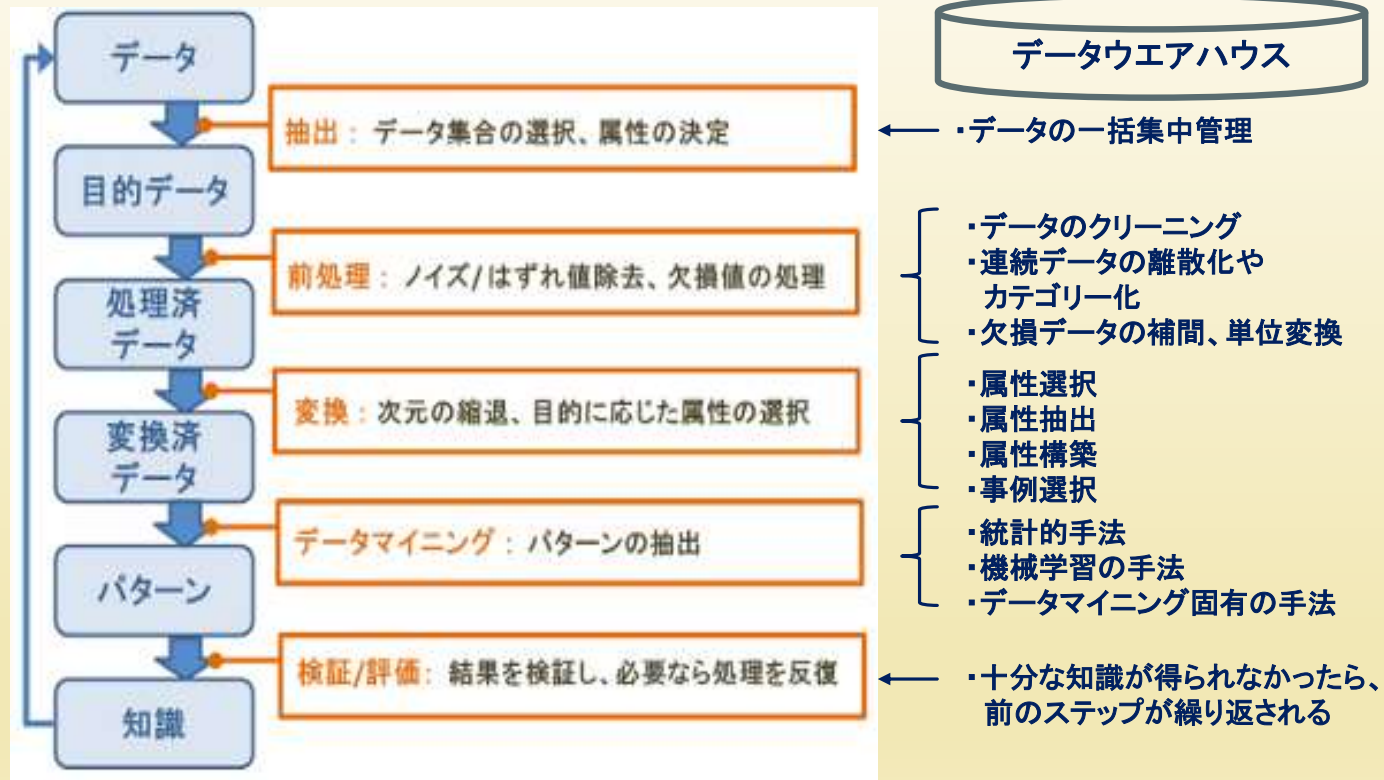 データ
抽出： データ集合の選択、属性の決定
目的データ
前処理： ノイズ/はずれ値除去、欠損値の処理
処理済
データ
変換：次元の縮退、目的に応じた属性の選択
変換済
データ
データマイニング： パターンの抽出
パターン
検証/評価： 結果を検証し、必要なら処理を反復
知識
データウエアハウス
・データの一括集中管理
・データのクリーニング
・連続データの離散化や
カテゴリー化
・欠損データの補間、単位変換
・属性選択
・属性抽出
・属性構築
・事例選択
・統計的手法
・機械学習の手法
・データマイニング固有の手法
・十分な知識が得られなかったら、
前のステップが繰り返される